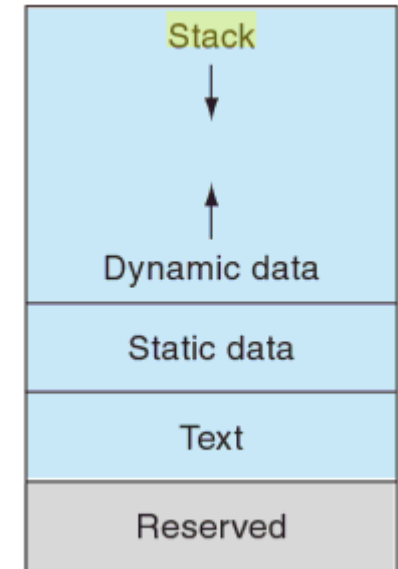 Stack
Dynamic data
Static data
Text
Reserved